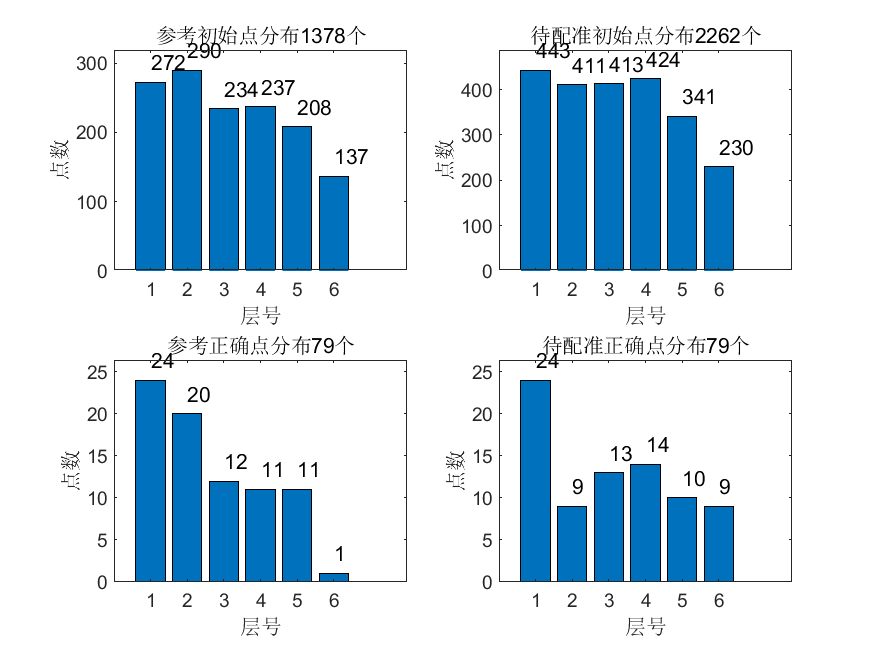 参考初始点分布1378个
点数
300
200
100
0
272
290
234
237
208
137
1 2 3 4 5 6
层号
待配准初始点分布2262个
点数
400
300
200
100
0
443
411
413
424
341
230
1 2 3 4 5 6
层号
参考正确点分布79个
点数
25
20
15
10
5
0
24
20
12
11
11
1
1 2 3 4 5 6
层号
待配准正确点分布79个
点数
25
20
15
10
5
0
24
9
13
14
10
9
1 2 3 4 5 6
层号